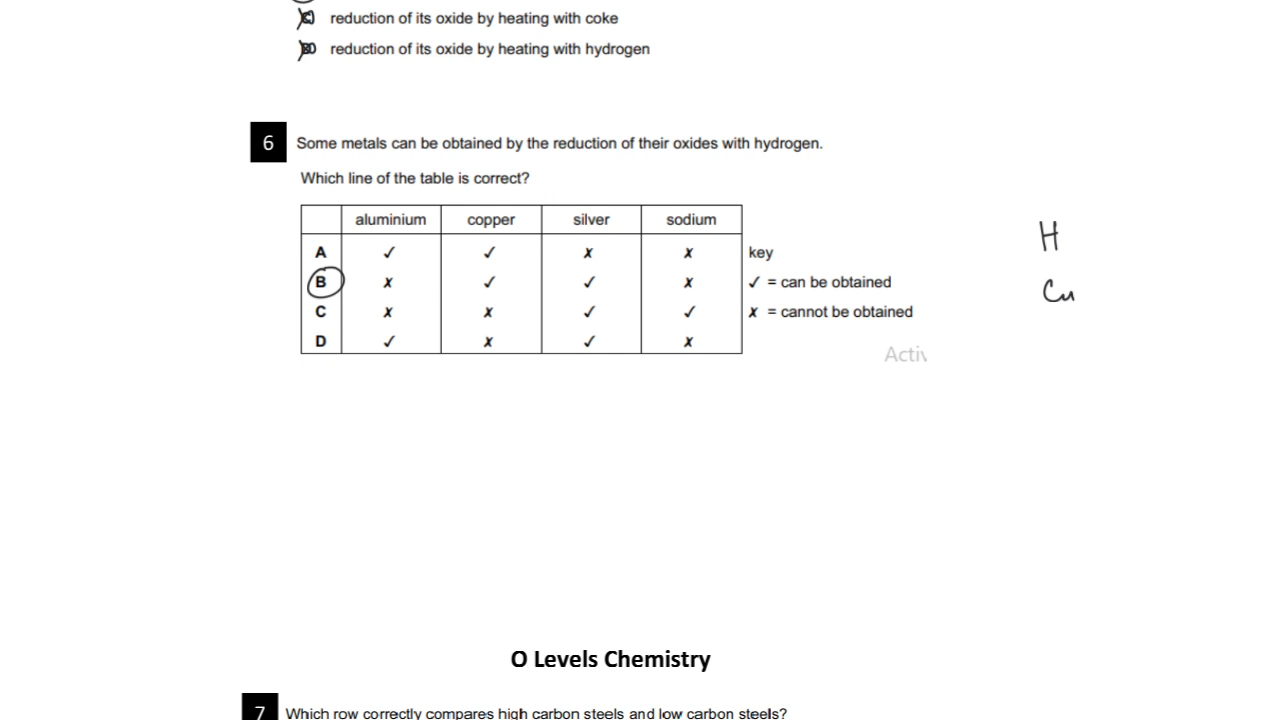 C reduction of its oxide by heating with coke
D reduction of its oxide by heating with hydrogen
6 Some metals can be obtained by the reduction of their oxides with hydrogen.
Which line of the table is correct?
aluminium copper silver sodium
A ✓ ✓ ✗ ✗ key
B ✗ ✓ ✓ ✗ ✓ = can be obtained
C ✗ ✗ ✓ ✓ ✗ = cannot be obtained
D ✓ ✗ ✓ ✗
H
Cu
Activ
O Levels Chemistry
7 Which row correctly compares high carbon steels and low carbon steels?